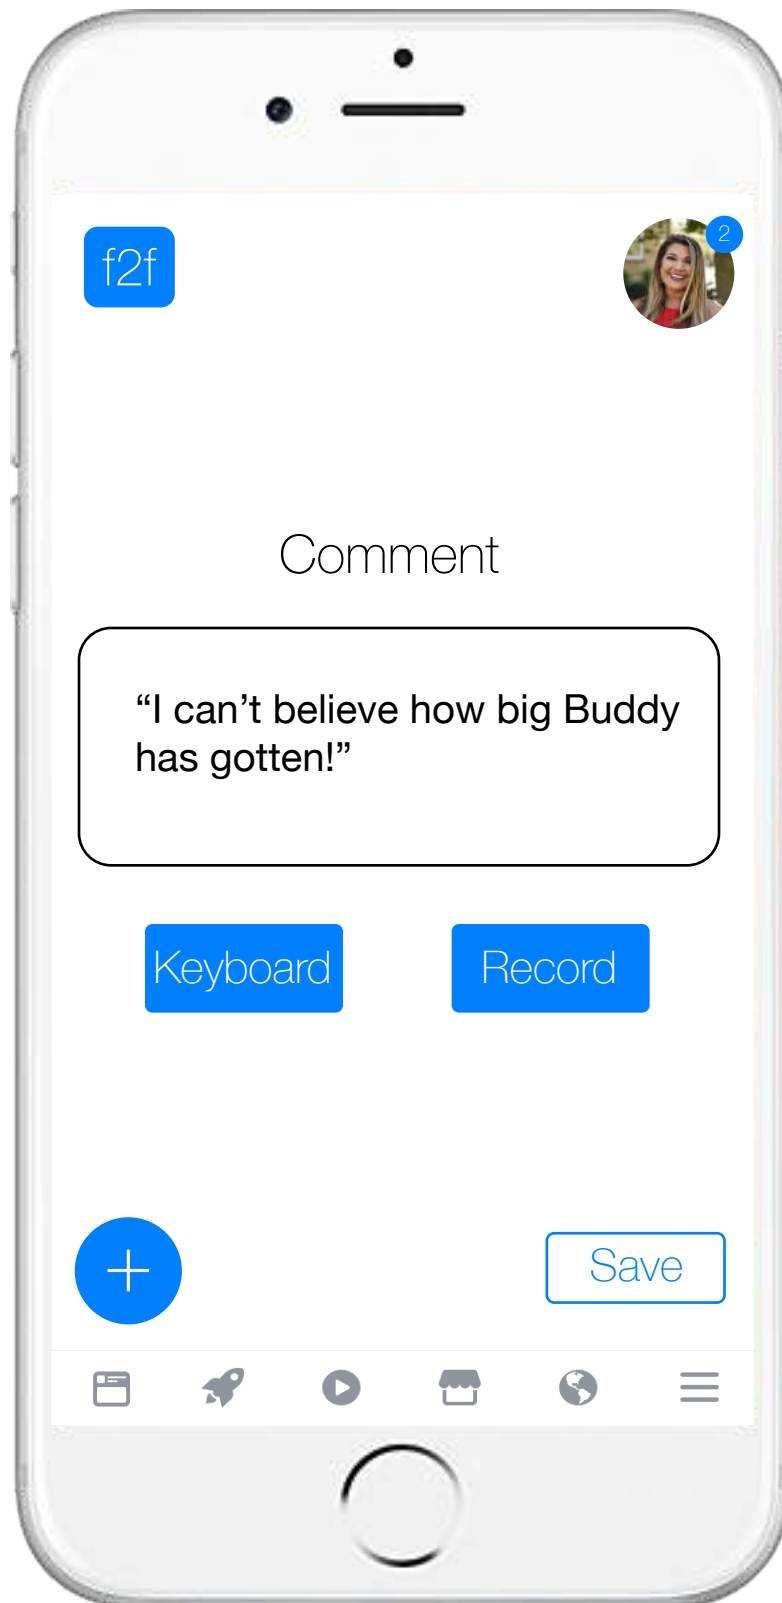 f2f
2
Comment
“I can’t believe how big Buddy
has gotten!”
Keyboard
Record
Save